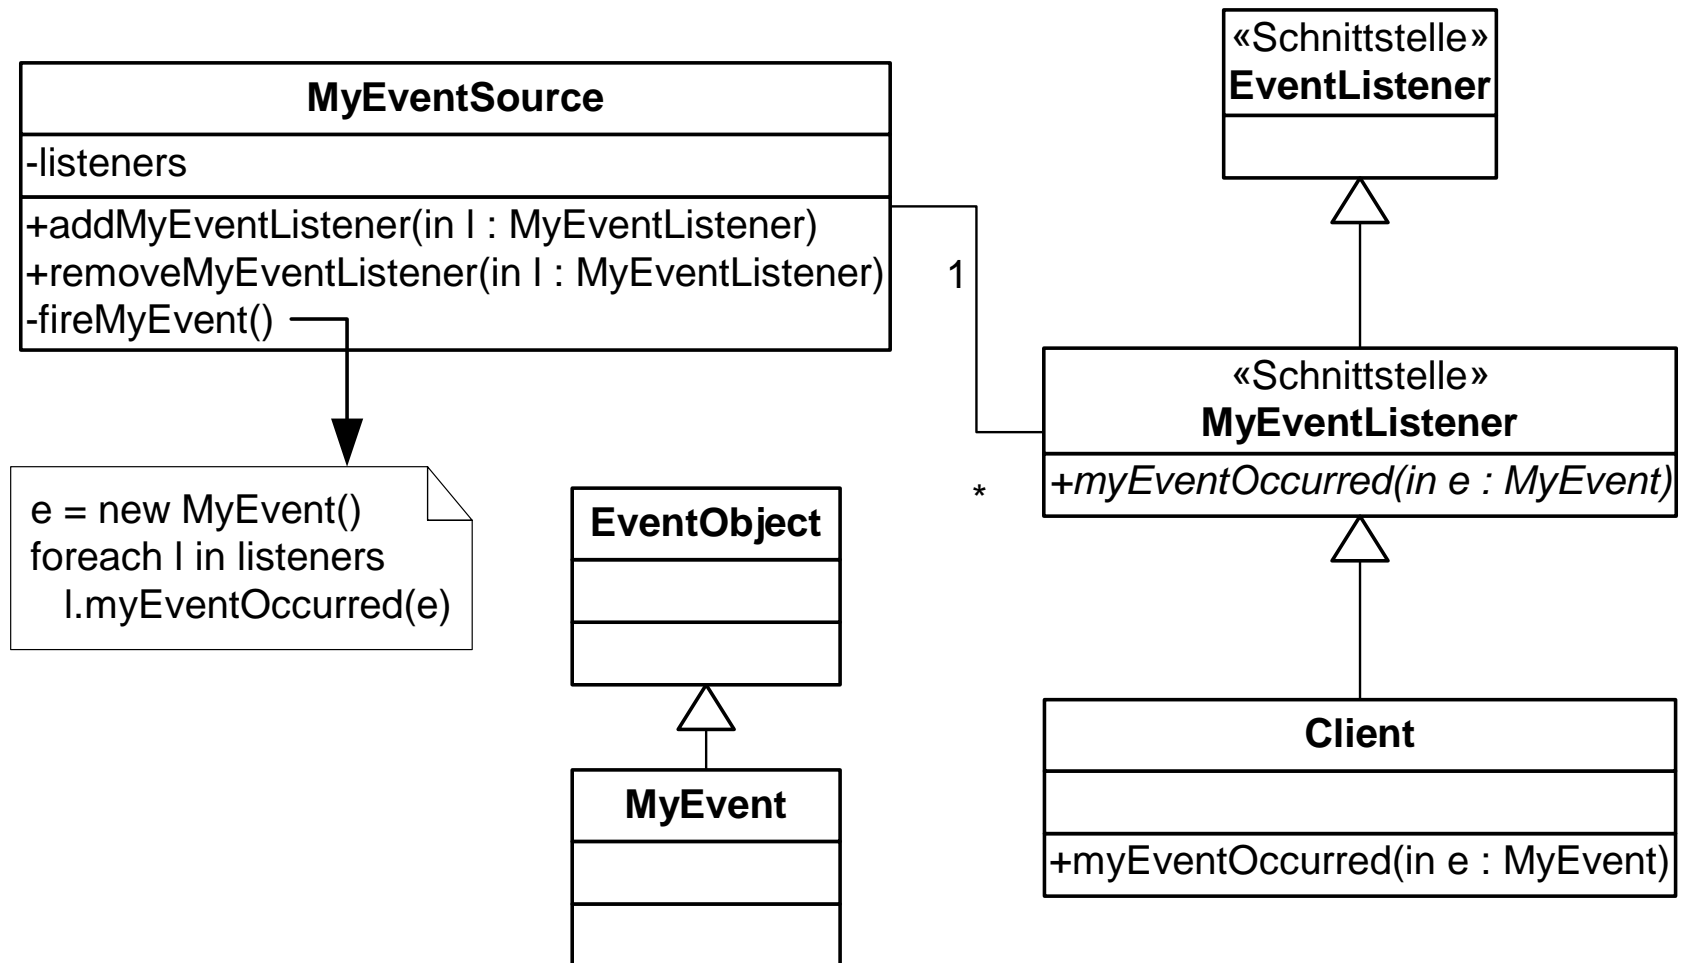 «Schnittstelle»
EventListener
MyEventSource
-listeners
+addMyEventListener(in l : MyEventListener)
+removeMyEventListener(in l : MyEventListener)
-fireMyEvent()
1
*
«Schnittstelle»
MyEventListener
+myEventOccurred(in e : MyEvent)
e = new MyEvent()
foreach l in listeners
l.myEventOccurred(e)
EventObject
MyEvent
Client
+myEventOccurred(in e : MyEvent)